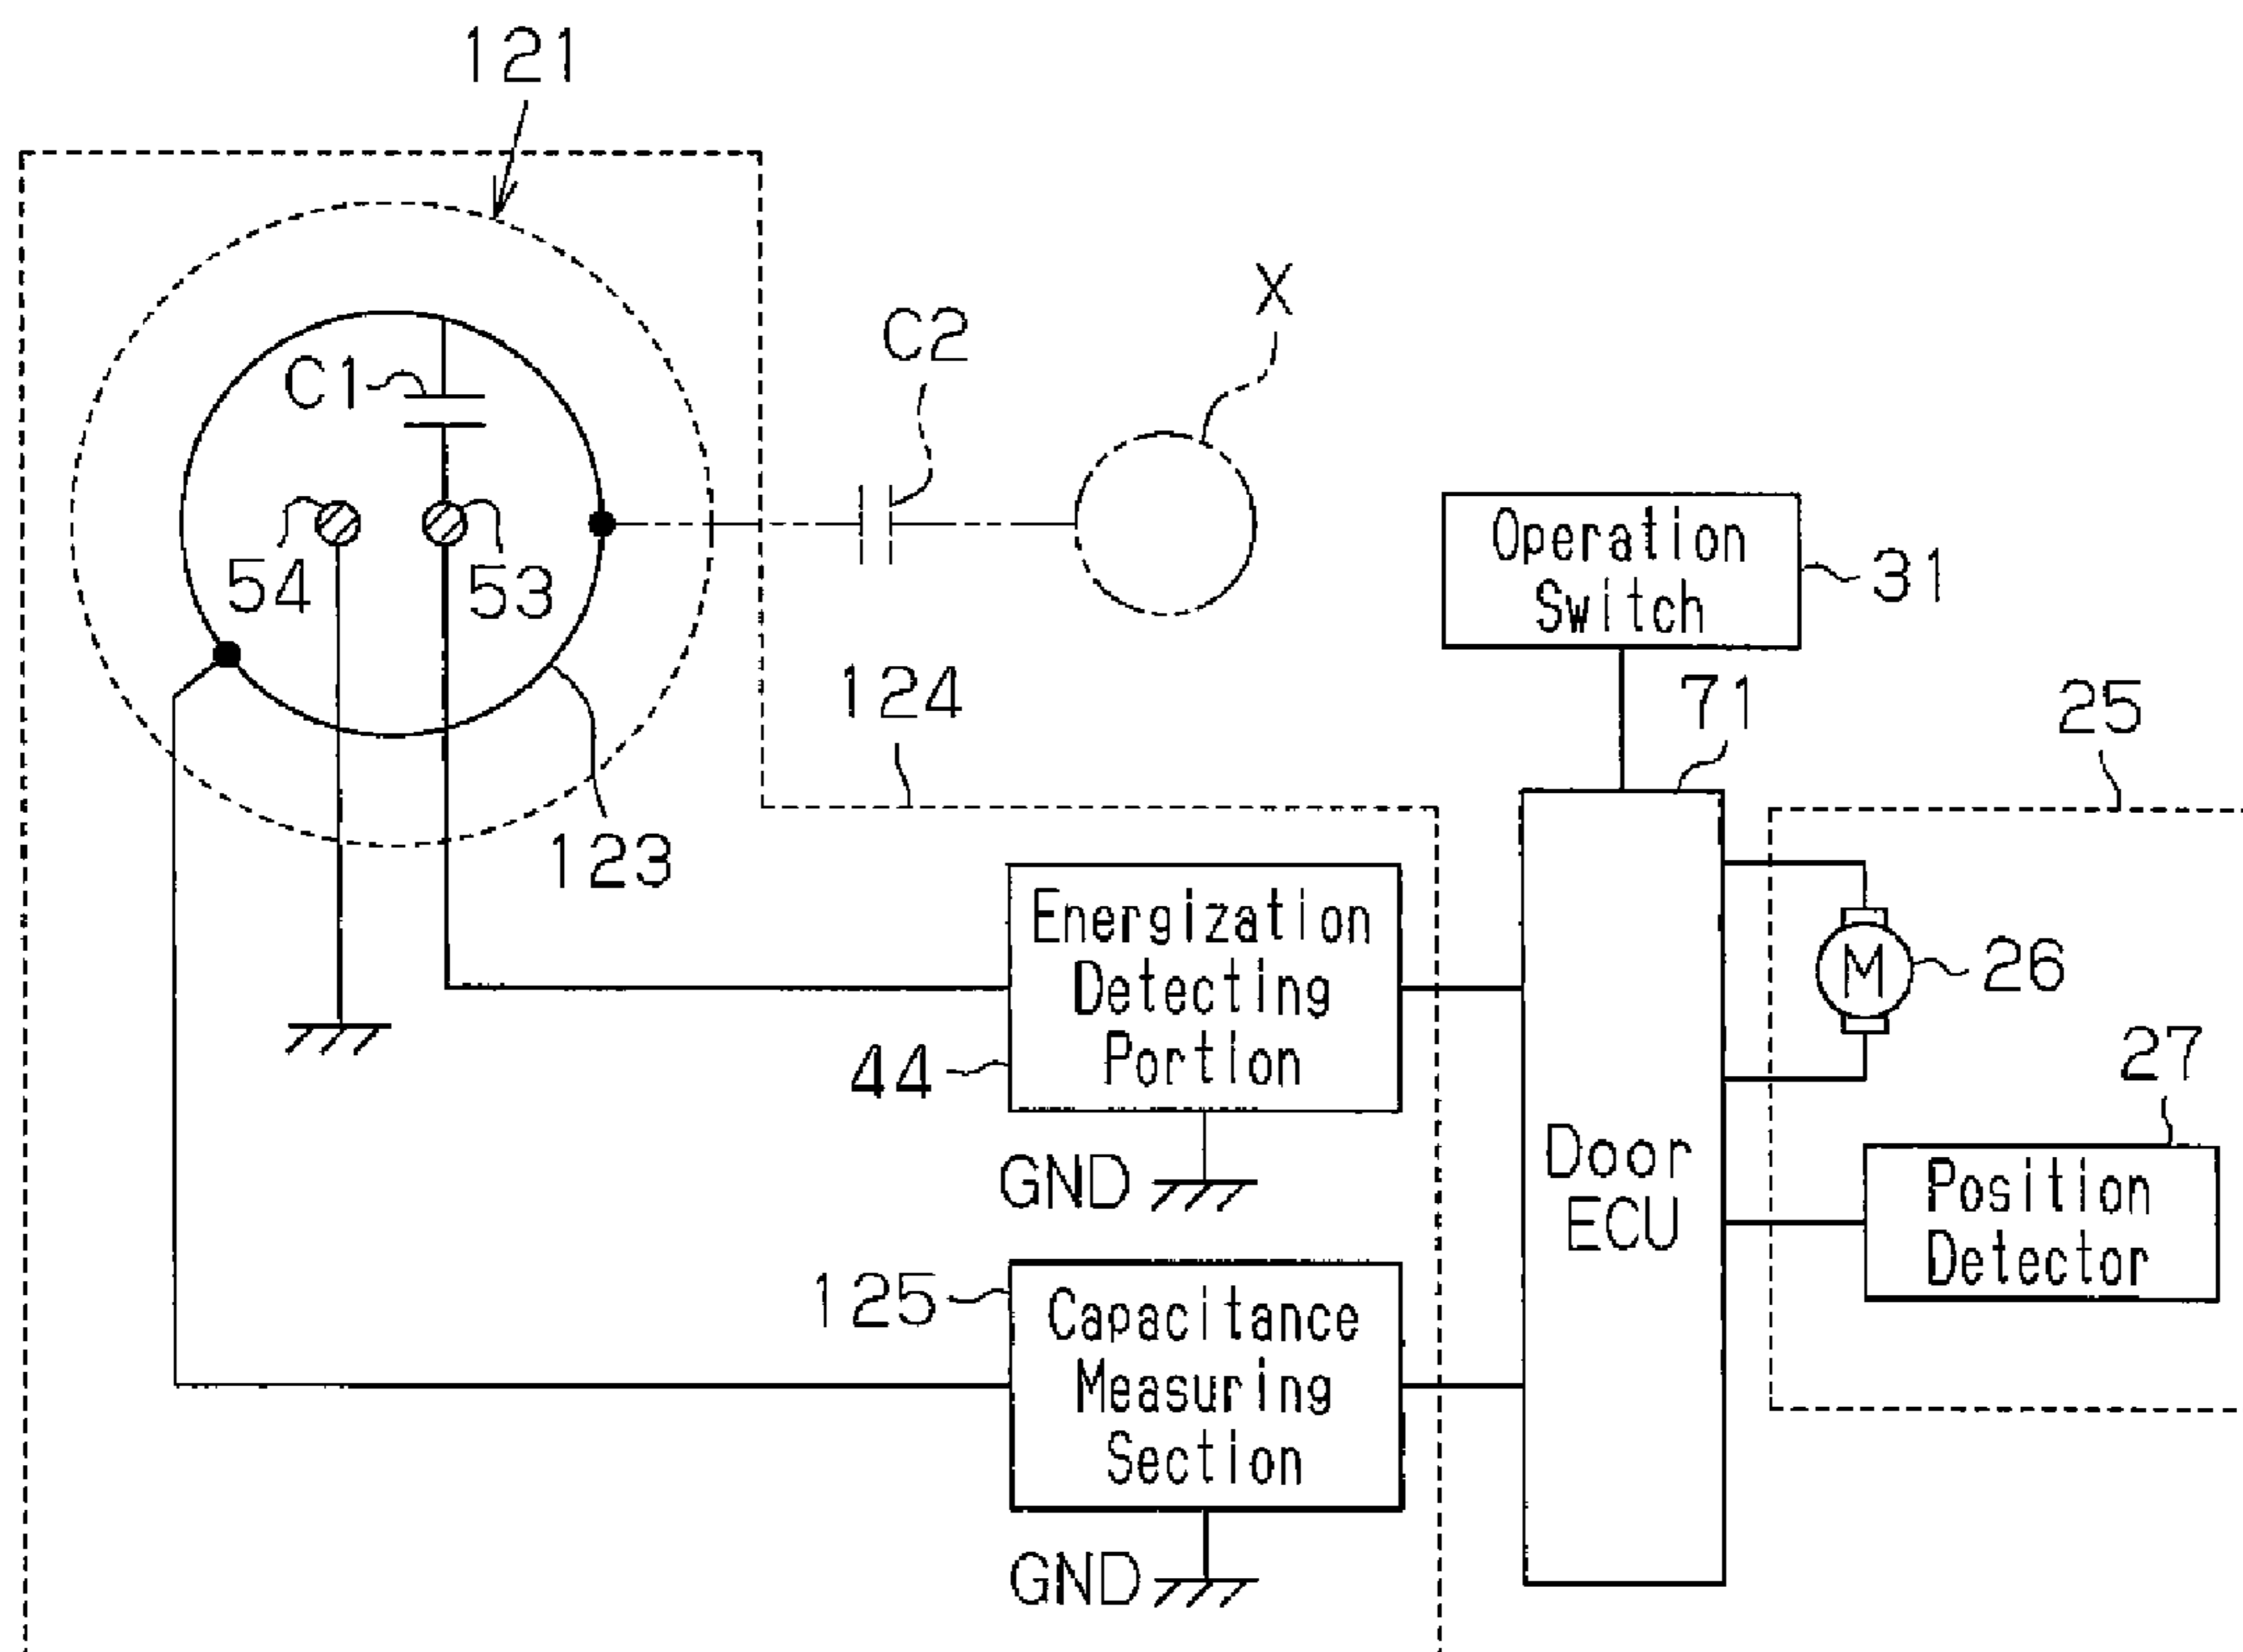 121
X
C2
C1
Operation
Switch
31
54
53
124
71
25
123
Energization
Detecting
Portion
44
M
26
27
GND
Door
ECU
Position
Detector
125
Capacitance
Measuring
Section
GND